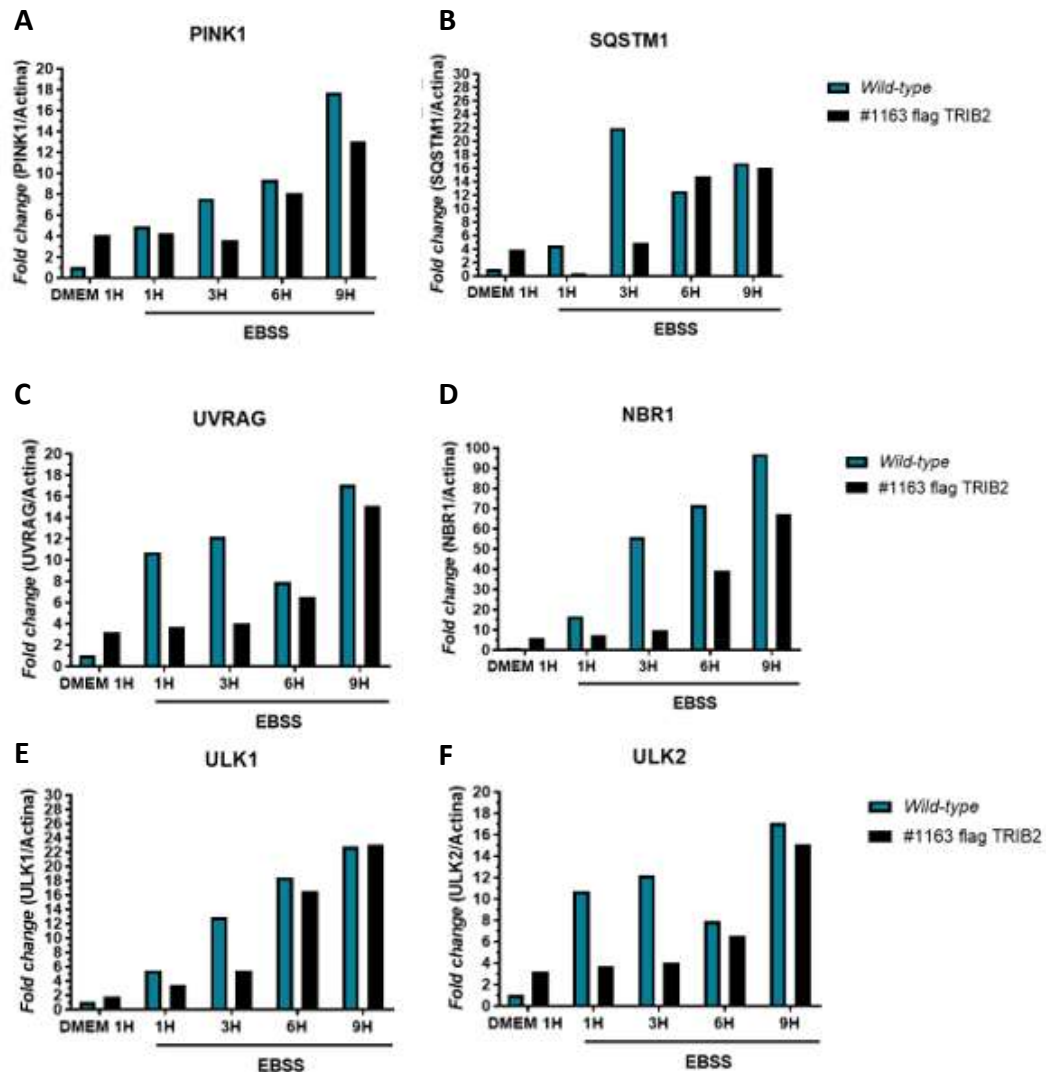 A
PINK1
Fold change (PINK1/Actina)
20
18
16
14
12
10
8
6
4
2
0
DMEM 1H 1H 3H 6H 9H
EBSS
B
SQSTM1
Fold change (SQSTM1/Actina)
30
28
26
24
22
20
18
16
14
12
10
8
6
4
2
0
DMEM 1H 1H 3H 6H 9H
EBSS
Wild-type
#1163 flag TRIB2
C
UVRAG
Fold change (UVRAG/Actina)
20
18
16
14
12
10
8
6
4
2
0
DMEM 1H 1H 3H 6H 9H
EBSS
D
NBR1
Fold change (NBR1/Actina)
100
90
80
70
60
50
40
30
20
10
0
DMEM 1H 1H 3H 6H 9H
EBSS
Wild-type
#1163 flag TRIB2
E
ULK1
Fold change (ULK1/Actina)
30
28
26
24
22
20
18
16
14
12
10
8
6
4
2
0
DMEM 1H 1H 3H 6H 9H
EBSS
F
ULK2
Fold change (ULK2/Actina)
20
18
16
14
12
10
8
6
4
2
0
DMEM 1H 1H 3H 6H 9H
EBSS
Wild-type
#1163 flag TRIB2